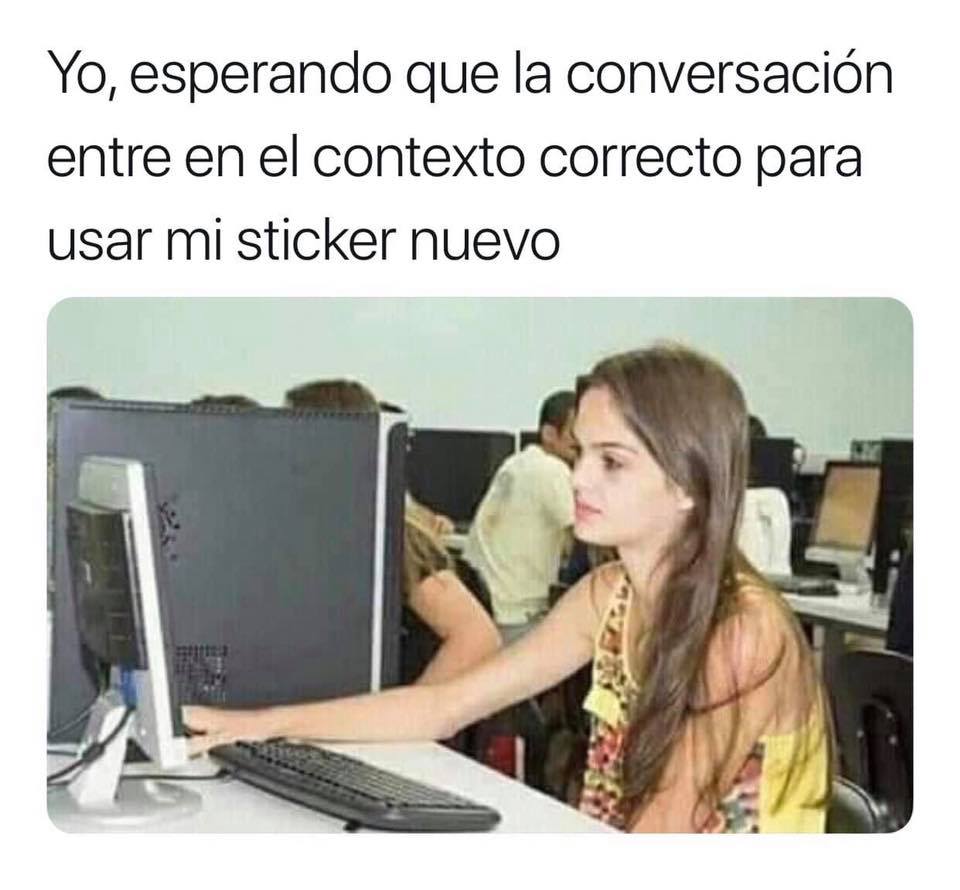 Yo, esperando que la conversación
entre en el contexto correcto para
usar mi sticker nuevo